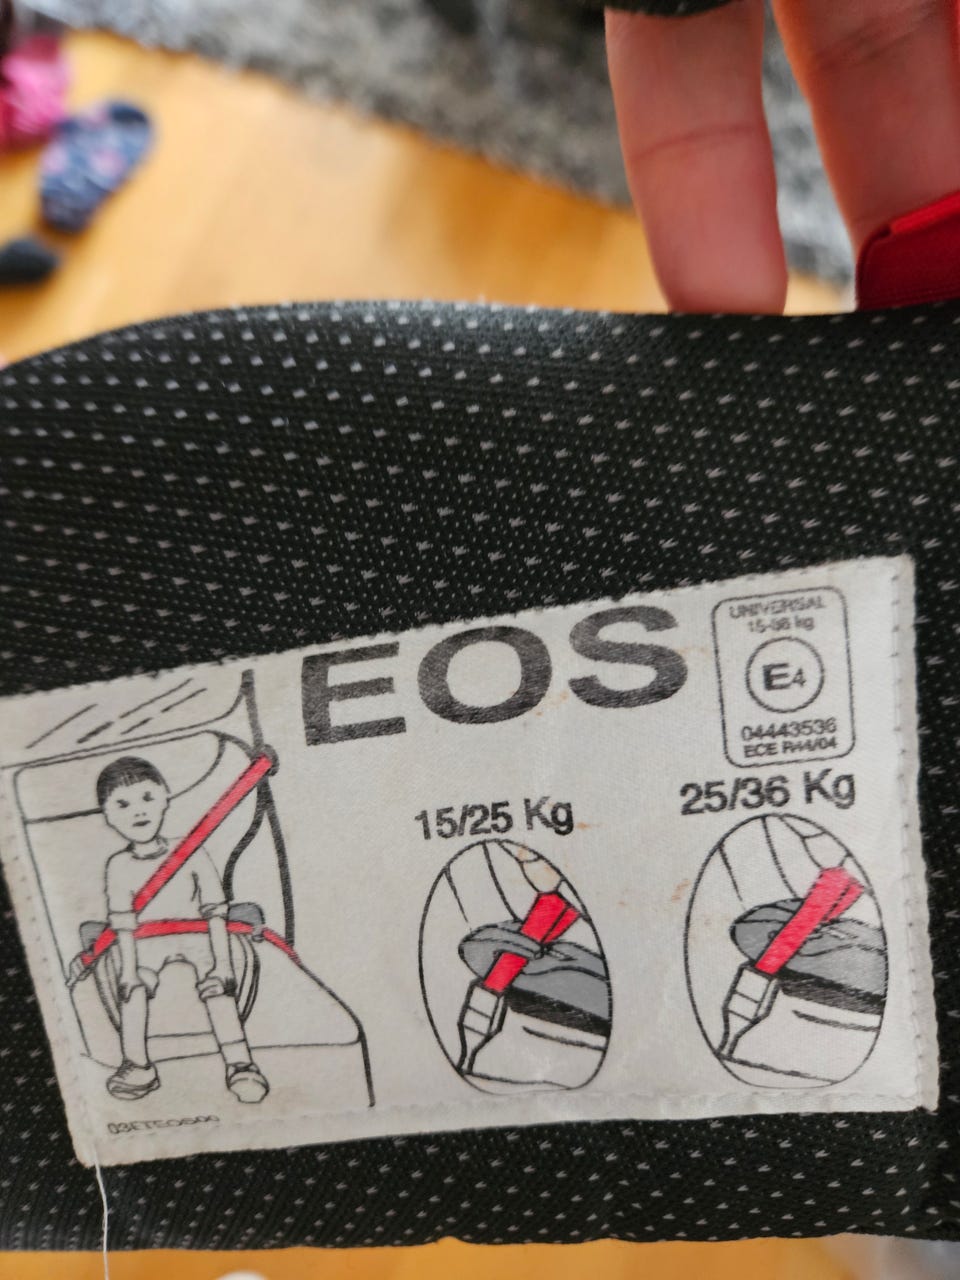 EOS
UNIVERSAL
15-36 kg
E4
04443536
ECE R44/04
15/25 Kg
25/36 Kg